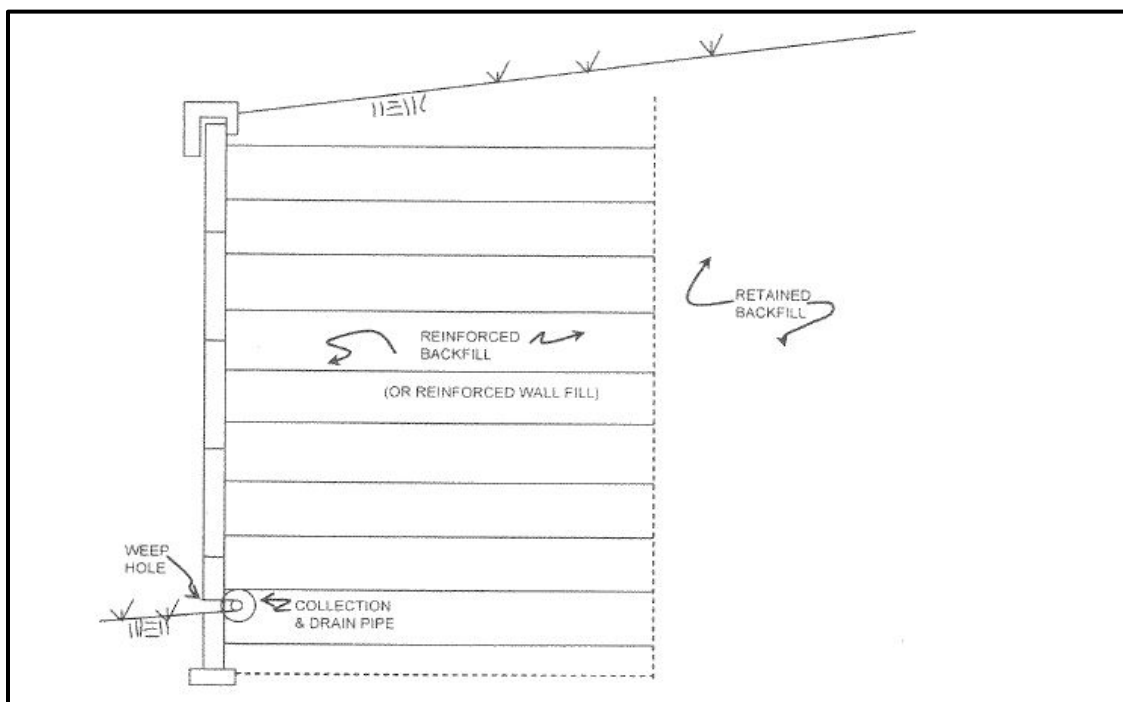 RETAINED
BACKFILL
REINFORCED
BACKFILL
(OR REINFORCED WALL FILL)
WEEP
HOLE
COLLECTION
& DRAIN PIPE